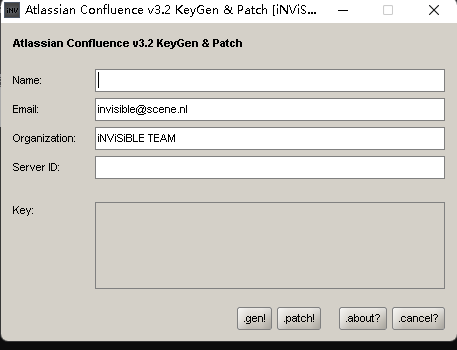 iNV Atlassian Confluence v3.2 KeyGen & Patch [iNViS...
Atlassian Confluence v3.2 KeyGen & Patch
Name:
Email: invisible@scene.nl
Organization: iNViSiBLE TEAM
Server ID:
Key:
.gen! .patch! .about? .cancel?